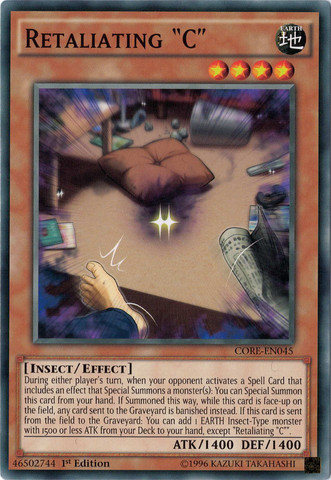 RETALIATING "C"
EARTH
地
CORE-EN045
[INSECT/EFFECT]
During either player's turn, when your opponent activates a Spell Card that
includes an effect that Special Summons a monster(s): You can Special Summon
this card from your hand. If Summoned this way, while this card is face-up on
the field, any card sent to the Graveyard is banished instead. If this card is sent
from the field to the Graveyard: You can add 1 EARTH Insect-Type monster
with 1500 or less ATK from your Deck to your hand, except "Retaliating "C"".
ATK/1400 DEF/1400
46502744 1st Edition ©1996 KAZUKI TAKAHASHI